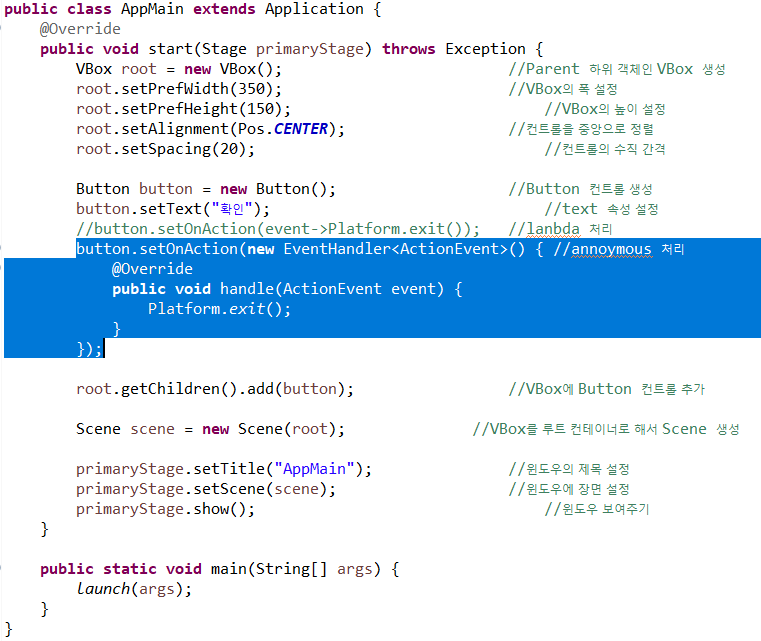 public class AppMain extends Application {
@Override
public void start(Stage primaryStage) throws Exception {
VBox root = new VBox(); //Parent 하위 객체인 VBox 생성
root.setPrefWidth(350); //VBox의 폭 설정
root.setPrefHeight(150); //VBox의 높이 설정
root.setAlignment(Pos.CENTER); //컨트롤을 중앙으로 정렬
root.setSpacing(20); //컨트롤의 수직 간격
Button button = new Button(); //Button 컨트롤 생성
button.setText("확인"); //text 속성 설정
//button.setOnAction(event->Platform.exit()); //lanbda 처리
button.setOnAction(new EventHandler<ActionEvent>() { //annoymous 처리
@Override
public void handle(ActionEvent event) {
Platform.exit();
}
});
root.getChildren().add(button); //VBox에 Button 컨트롤 추가
Scene scene = new Scene(root); //VBox를 루트 컨테이너로 해서 Scene 생성
primaryStage.setTitle("AppMain"); //윈도우의 제목 설정
primaryStage.setScene(scene); //윈도우에 장면 설정
primaryStage.show(); //윈도우 보여주기
}
public static void main(String[] args) {
launch(args);
}
}